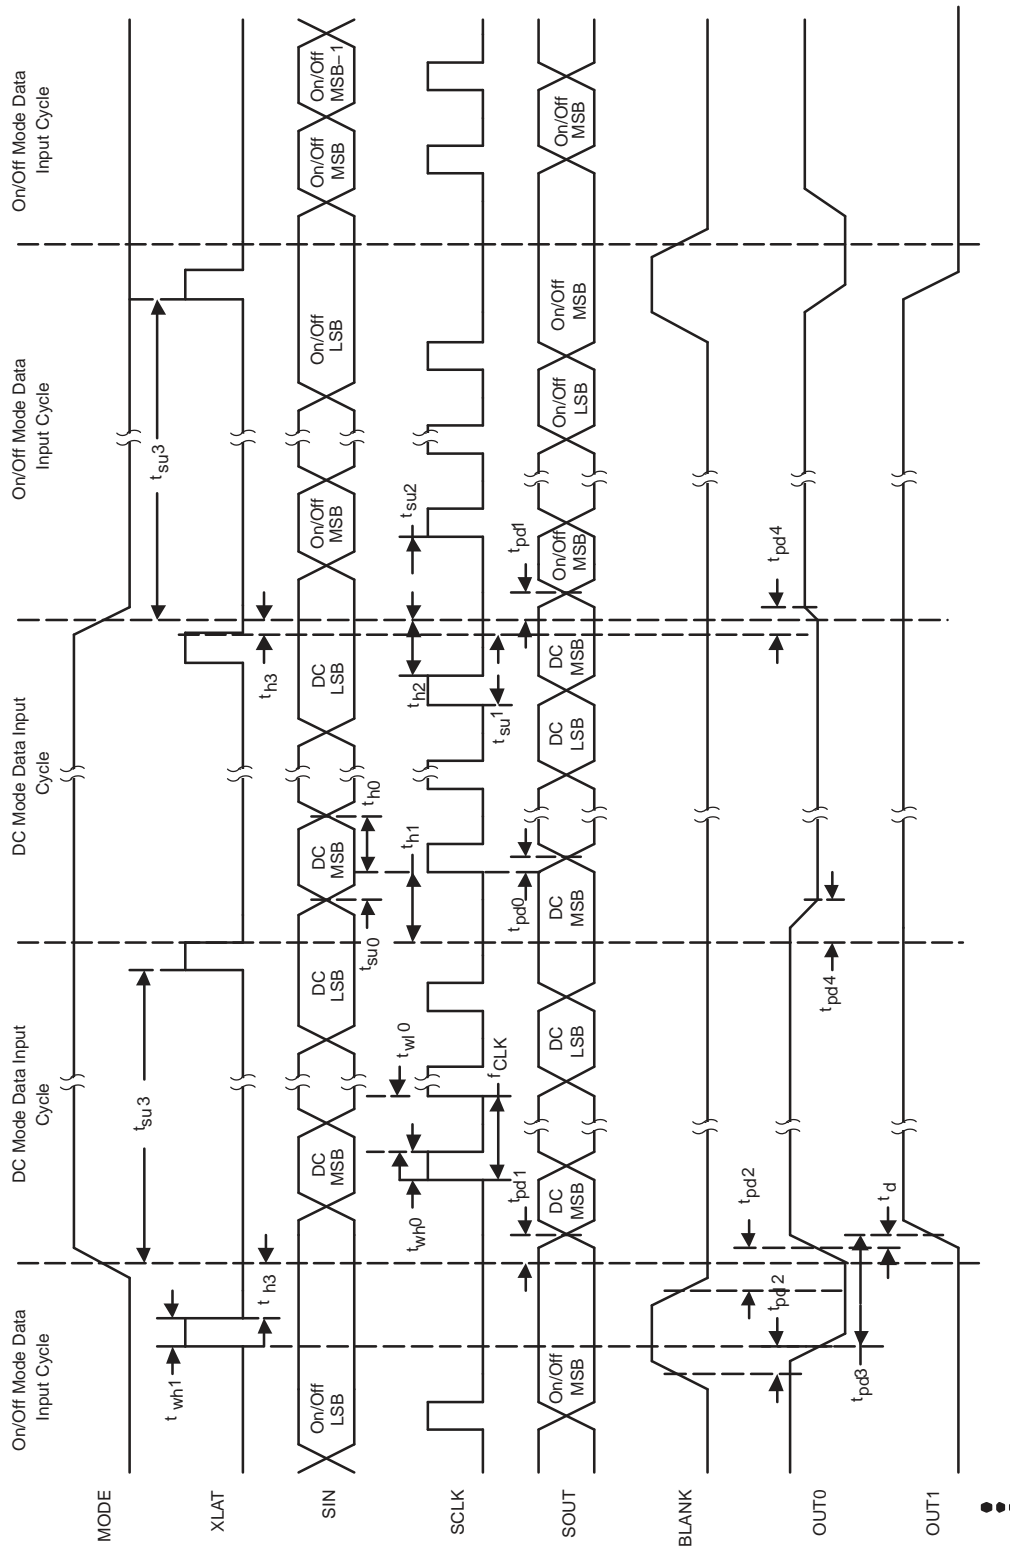 On/Off Mode Data
Input Cycle
DC Mode Data Input
Cycle
DC Mode Data Input
Cycle
On/Off Mode Data
Input Cycle
On/Off Mode Data
Input Cycle
MODE
t wh1
t h3
t su3
t h3
t su3
XLAT
SIN
On/Off
LSB
DC
MSB
DC
LSB
DC
MSB
DC
LSB
On/Off
MSB
On/Off
LSB
On/Off
MSB
On/Off
MSB–1
t su0
t h0
t wh0
t wl0
t h1
t h2
t su2
SCLK
f CLK
t su1
t pd1
t pd0
t pd1
SOUT
On/Off
MSB
DC
MSB
DC
LSB
DC
MSB
DC
LSB
DC
MSB
On/Off
MSB
On/Off
LSB
On/Off
MSB
On/Off
MSB
BLANK
t pd2
t pd2
t pd4
OUT0
t pd4
t pd3
t d
OUT1